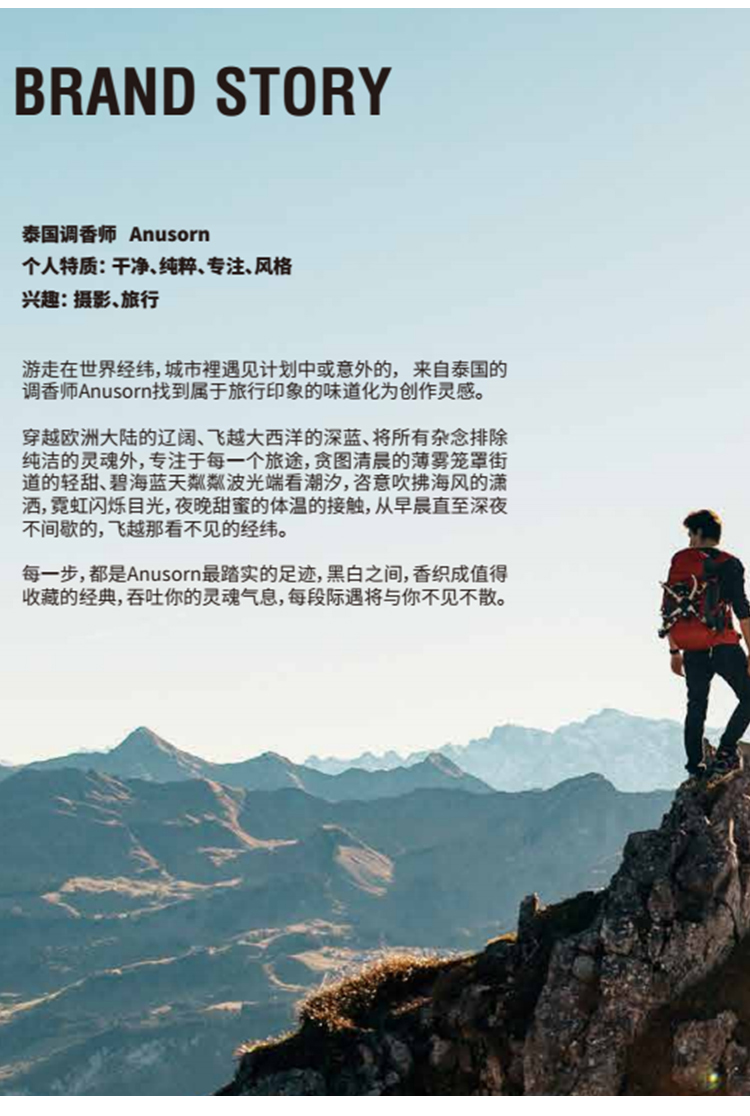 BRAND STORY
泰国调香师 Anusorn
个人特质：干净、纯粹、专注、风格
兴趣：摄影、旅行
游走在世界经纬，城市裡遇见计划中或意外的， 来自泰国的
调香师Anusorn找到属于旅行印象的味道化为创作灵感。
穿越欧洲大陆的辽阔、飞越大西洋的深蓝、将所有杂念排除
纯洁的灵魂外，专注于每一个旅途，贪图清晨的薄雾笼罩街
道的轻甜、碧海蓝天粼粼波光端看潮汐，咨意吹拂海风的潇
洒，霓虹闪烁目光，夜晚甜蜜的体温的接触，从早晨直至深夜
不间歇的，飞越那看不见的经纬。
每一步，都是Anusorn最踏实的足迹，黑白之间，香织成值得
收藏的经典，吞吐你的灵魂气息，每段际遇将与你不见不散。